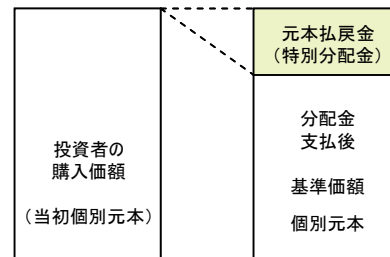 投資者の
購入価額
（当初個別元本）
元本払戻金
（特別分配金）
分配金
支払後
基準価額
個別元本